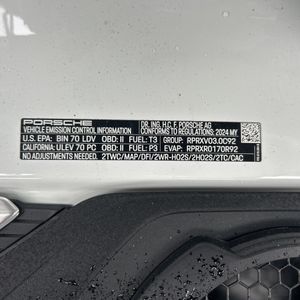 PORSCHE DR. ING. H.C. F. PORSCHE AG
VEHICLE EMISSION CONTROL INFORMATION CONFORMS TO REGULATIONS: 2024 MY
U.S. EPA: BIN 70 LDV OBD: II FUEL: T3 GROUP: RPRXV03.0C92
CALIFORNIA: ULEV 70 PC OBD: II FUEL: P3 EVAP: RPRXR0170R92
NO ADJUSTMENTS NEEDED. 2TWC/MAP/DFI/2WR-HO2S/2HO2S/2TC/CAC